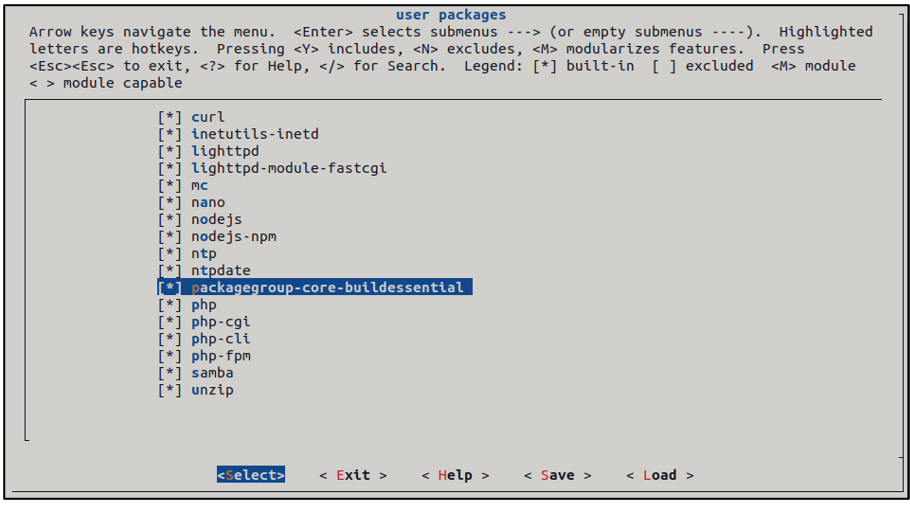 user packages
Arrow keys navigate the menu.  <Enter> selects submenus ---> (or empty submenus ----).  Highlighted
letters are hotkeys.  Pressing <Y> includes, <N> excludes, <M> modularizes features.  Press
<Esc><Esc> to exit, <?> for Help, </> for Search.  Legend: [*] built-in  [ ] excluded  <M> module
< > module capable
[*] curl
[*] inetutils-inetd
[*] lighttpd
[*] lighttpd-module-fastcgi
[*] mc
[*] nano
[*] nodejs
[*] nodejs-npm
[*] ntp
[*] ntpdate
[*] packagegroup-core-buildessential
[*] php
[*] php-cgi
[*] php-cli
[*] php-fpm
[*] samba
[*] unzip
<Select>    < Exit >    < Help >    < Save >    < Load >